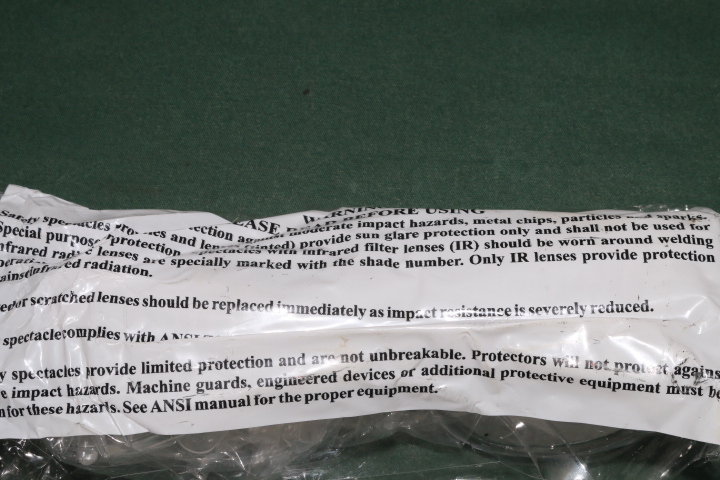 WARNING
BEFORE USING
Safety spectacles and lenses protection against moderate impact hazards, metal chips, particles and sparks.
Special purpose (tinted) provide sun glare protection only and shall not be used for
infrared protection. spectacles with infrared filter lenses (IR) should be worn around welding
lenses are specially marked with the shade number. Only IR lenses provide protection
radiation.
or scratched lenses should be replaced immediately as impact resistance is severely reduced.
spectacle complies with ANSI
spectacles provide limited protection and are not unbreakable. Protectors will not protect against
impact hazards. Machine guards, engineered devices or additional protective equipment must be
for these hazards. See ANSI manual for the proper equipment.